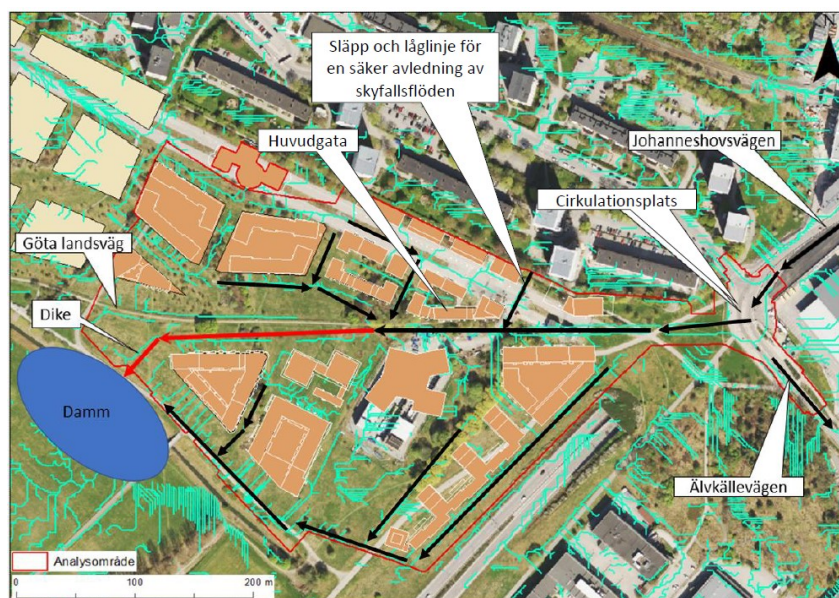 Släpp och låglinje för
en säker avledning av
skyfallsflöden
Huvudgata
Johanneshovsvägen
Cirkulationsplats
Göta landsväg
Dike
Damm
Älvkällevägen
Analysområde
0 100 200 m